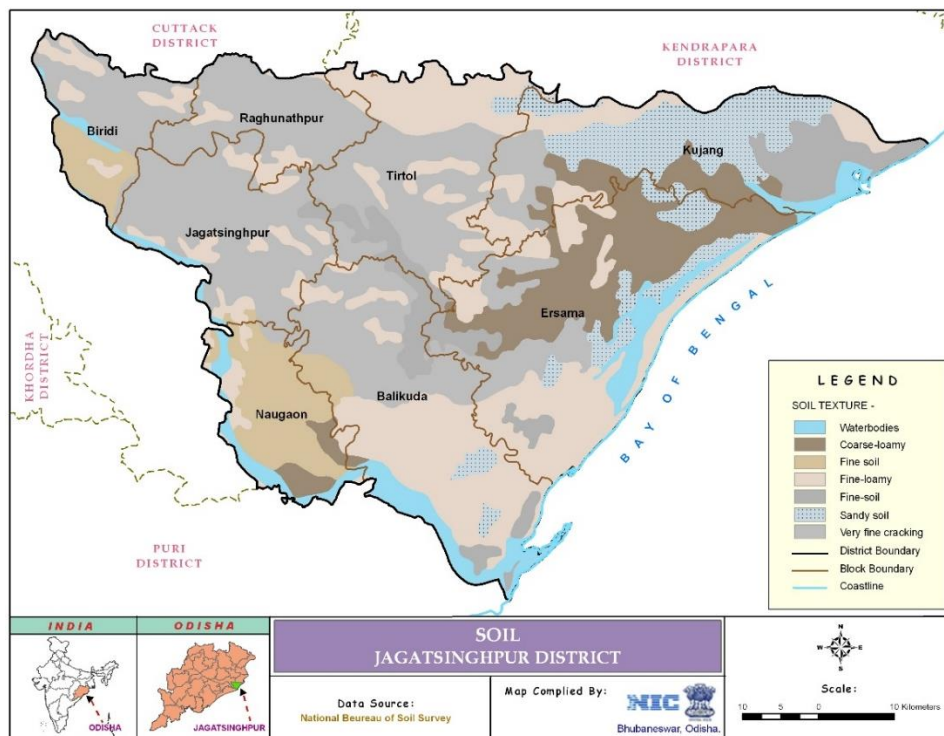 CUTTACK
DISTRICT
KENDRAPARA
DISTRICT
Raghunathpur
Biridi
Kujang
Tirtol
Jagatsinghpur
Ersama
KHORDHA
DISTRICT
Balikuda
Naugaon
BAY OF BENGAL
PURI
DISTRICT
LEGEND
SOIL TEXTURE -
Waterbodies
Coarse-loamy
Fine soil
Fine-loamy
Fine-soil
Sandy soil
Very fine cracking
District Boundary
Block Boundary
Coastline
INDIA
ODISHA
ODISHA
JAGATSINGHPUR
SOIL
JAGATSINGHPUR DISTRICT
Data Source:
National Beureau of Soil Survey
Map Complied By:
NIC
Bhubaneswar, Odisha.
N
W
E
S
Scale:
10 5 0 10 Kilometers